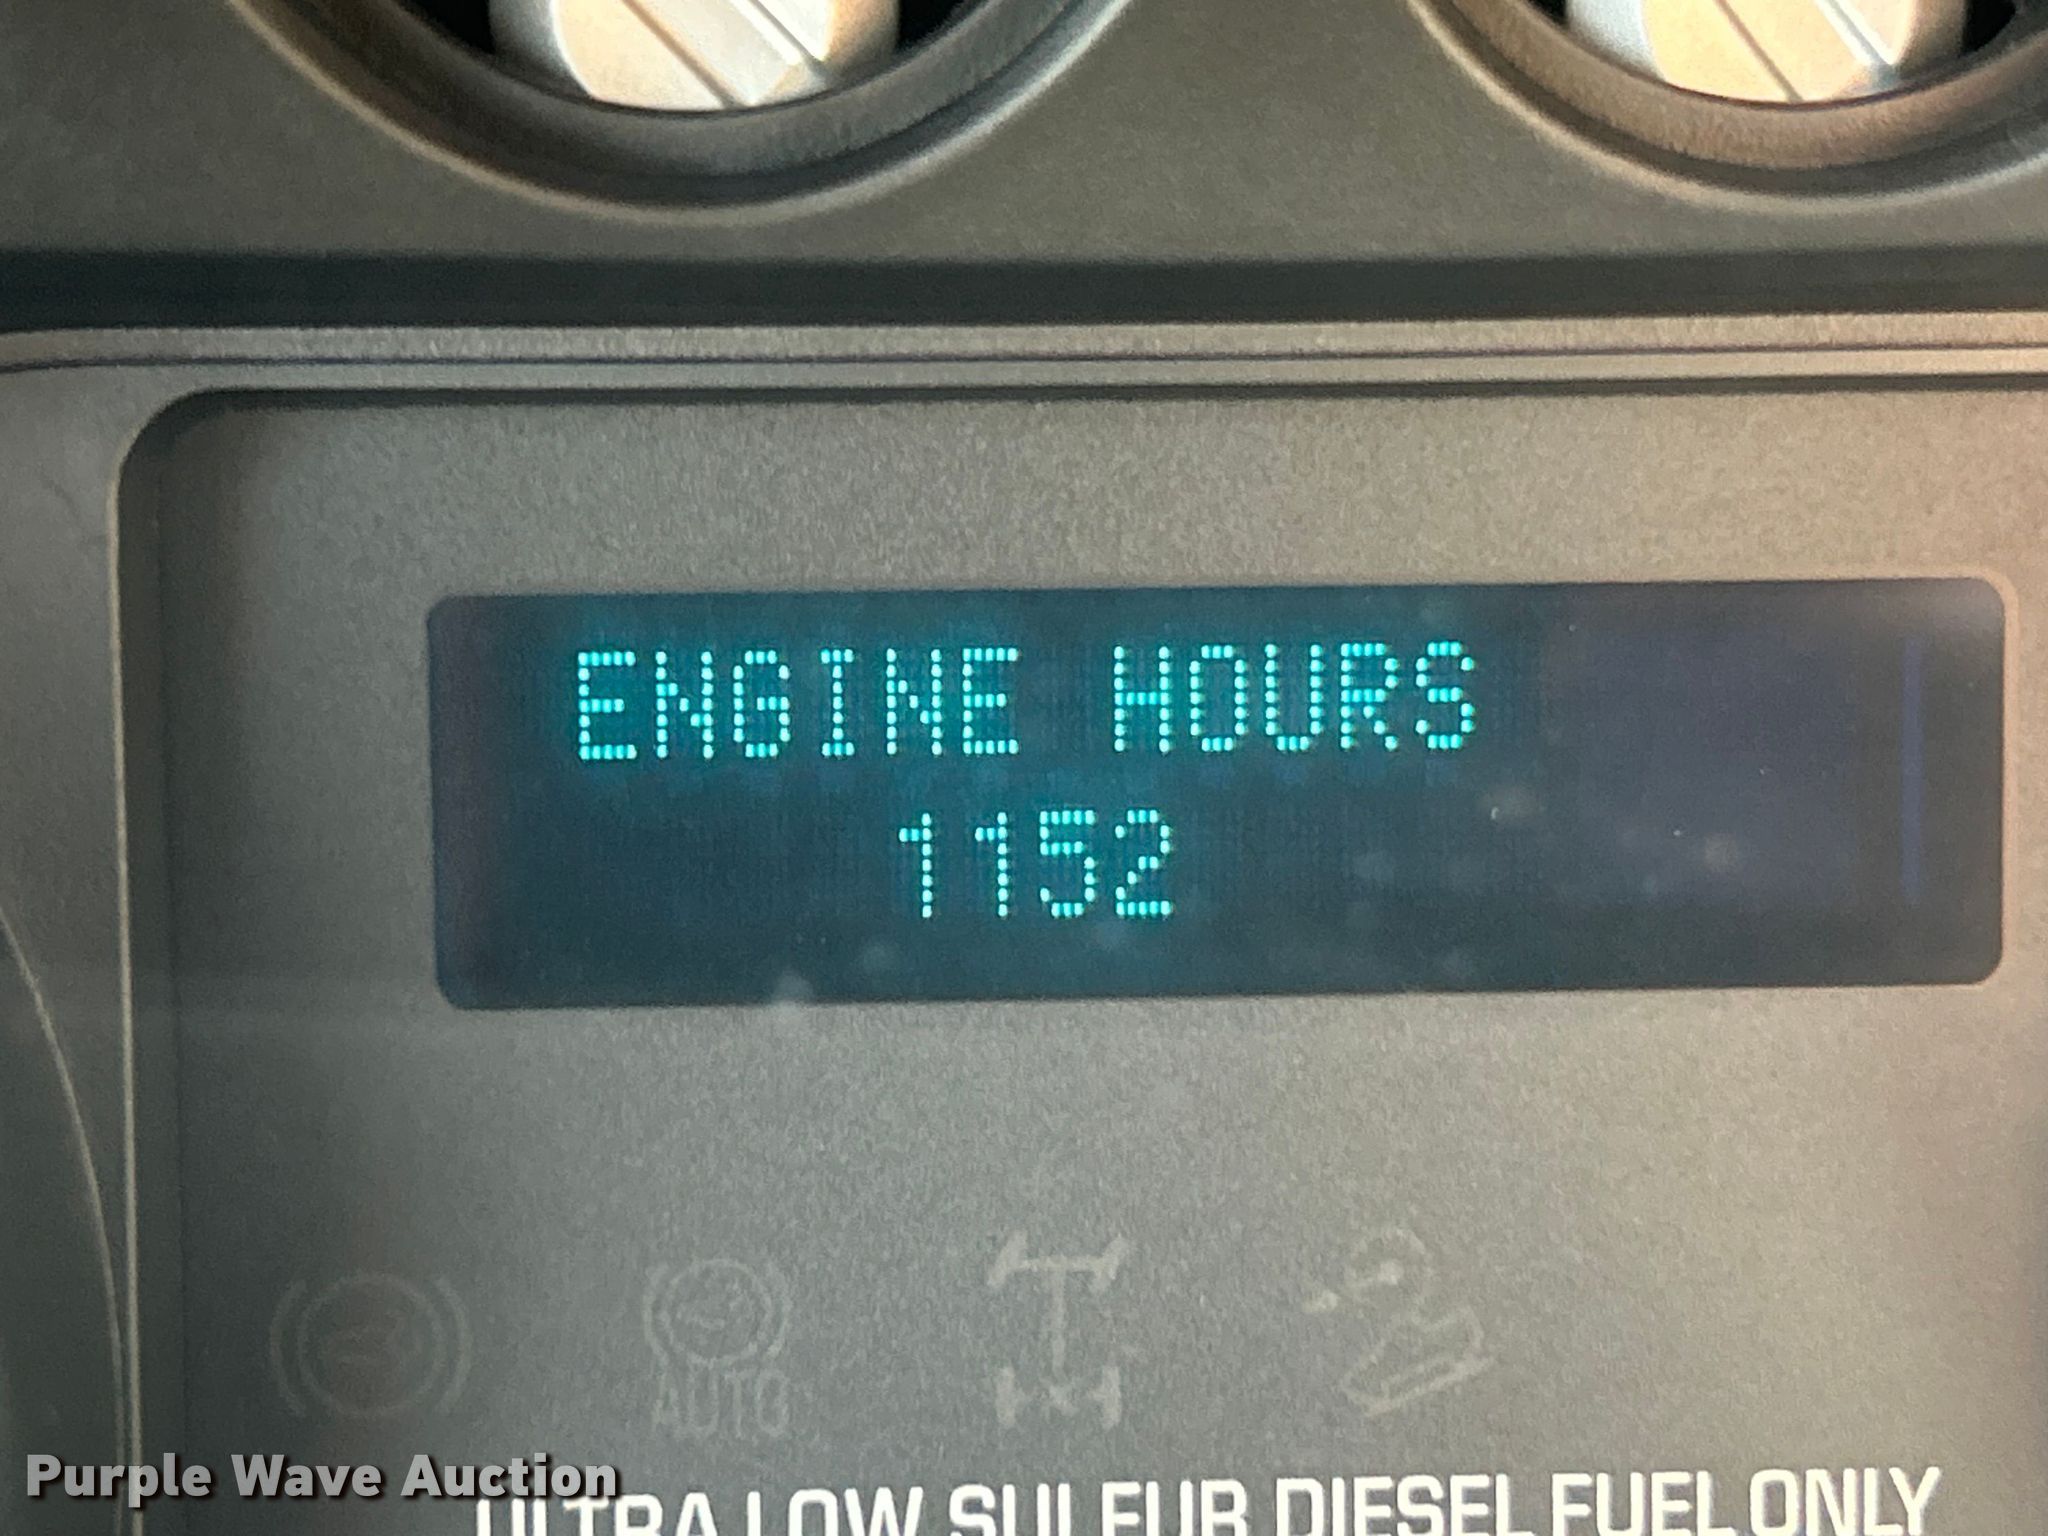 ENGINE HOURS
1152
AUTO
Purple Wave Auction
ULTRA LOW SULFUR DIESEL FUEL ONLY